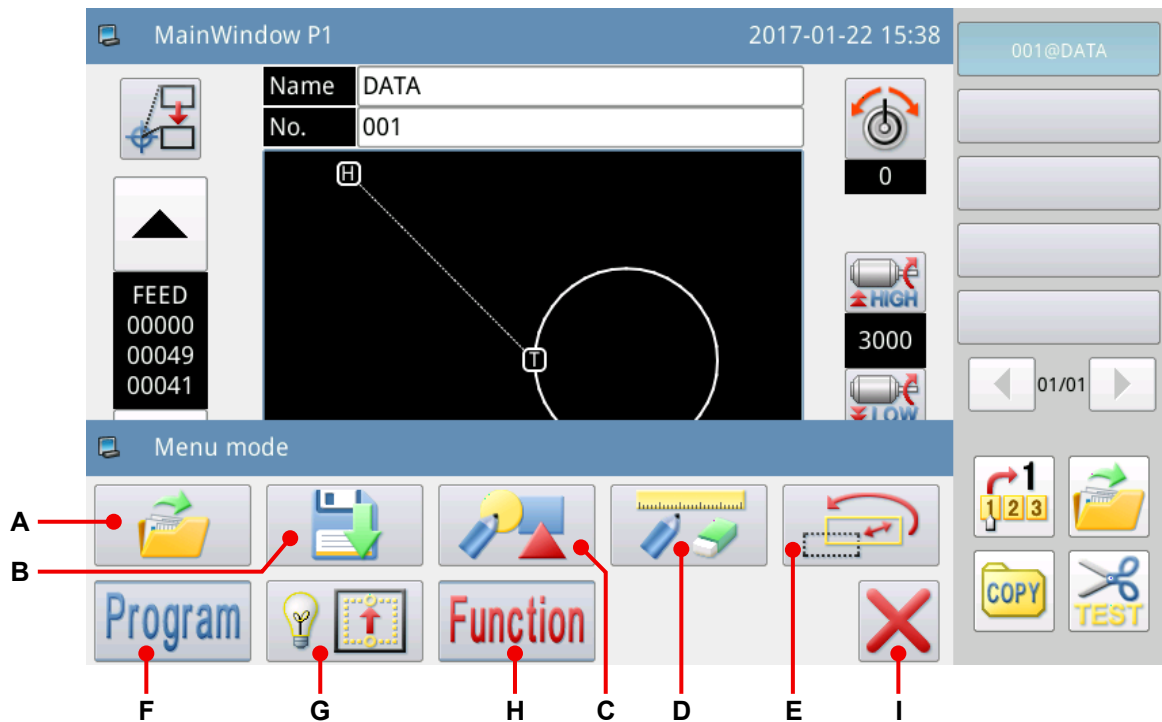 MainWindow P1
2017-01-22 15:38
001@DATA
Name DATA
No. 001
0
H
T
FEED
00000
00049
00041
HIGH
3000
LOW
01/01
Menu mode
1
1 2 3
COPY
TEST
Program
Function
A
B
F
G
H
C
D
E
I